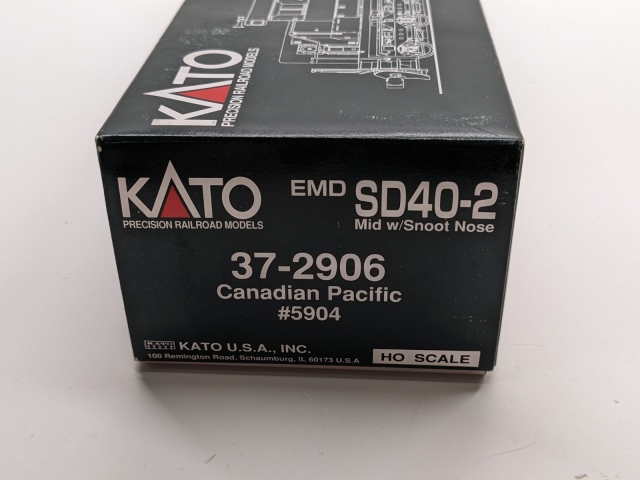 KATO
PRECISION RAILROAD MODELS
KATO
PRECISION RAILROAD MODELS
EMD SD40-2
Mid w/Snoot Nose
37-2906
Canadian Pacific
#5904
KATO KATO U.S.A., INC.
100 Remington Road, Schaumburg, IL 60173 U.S.A
HO SCALE